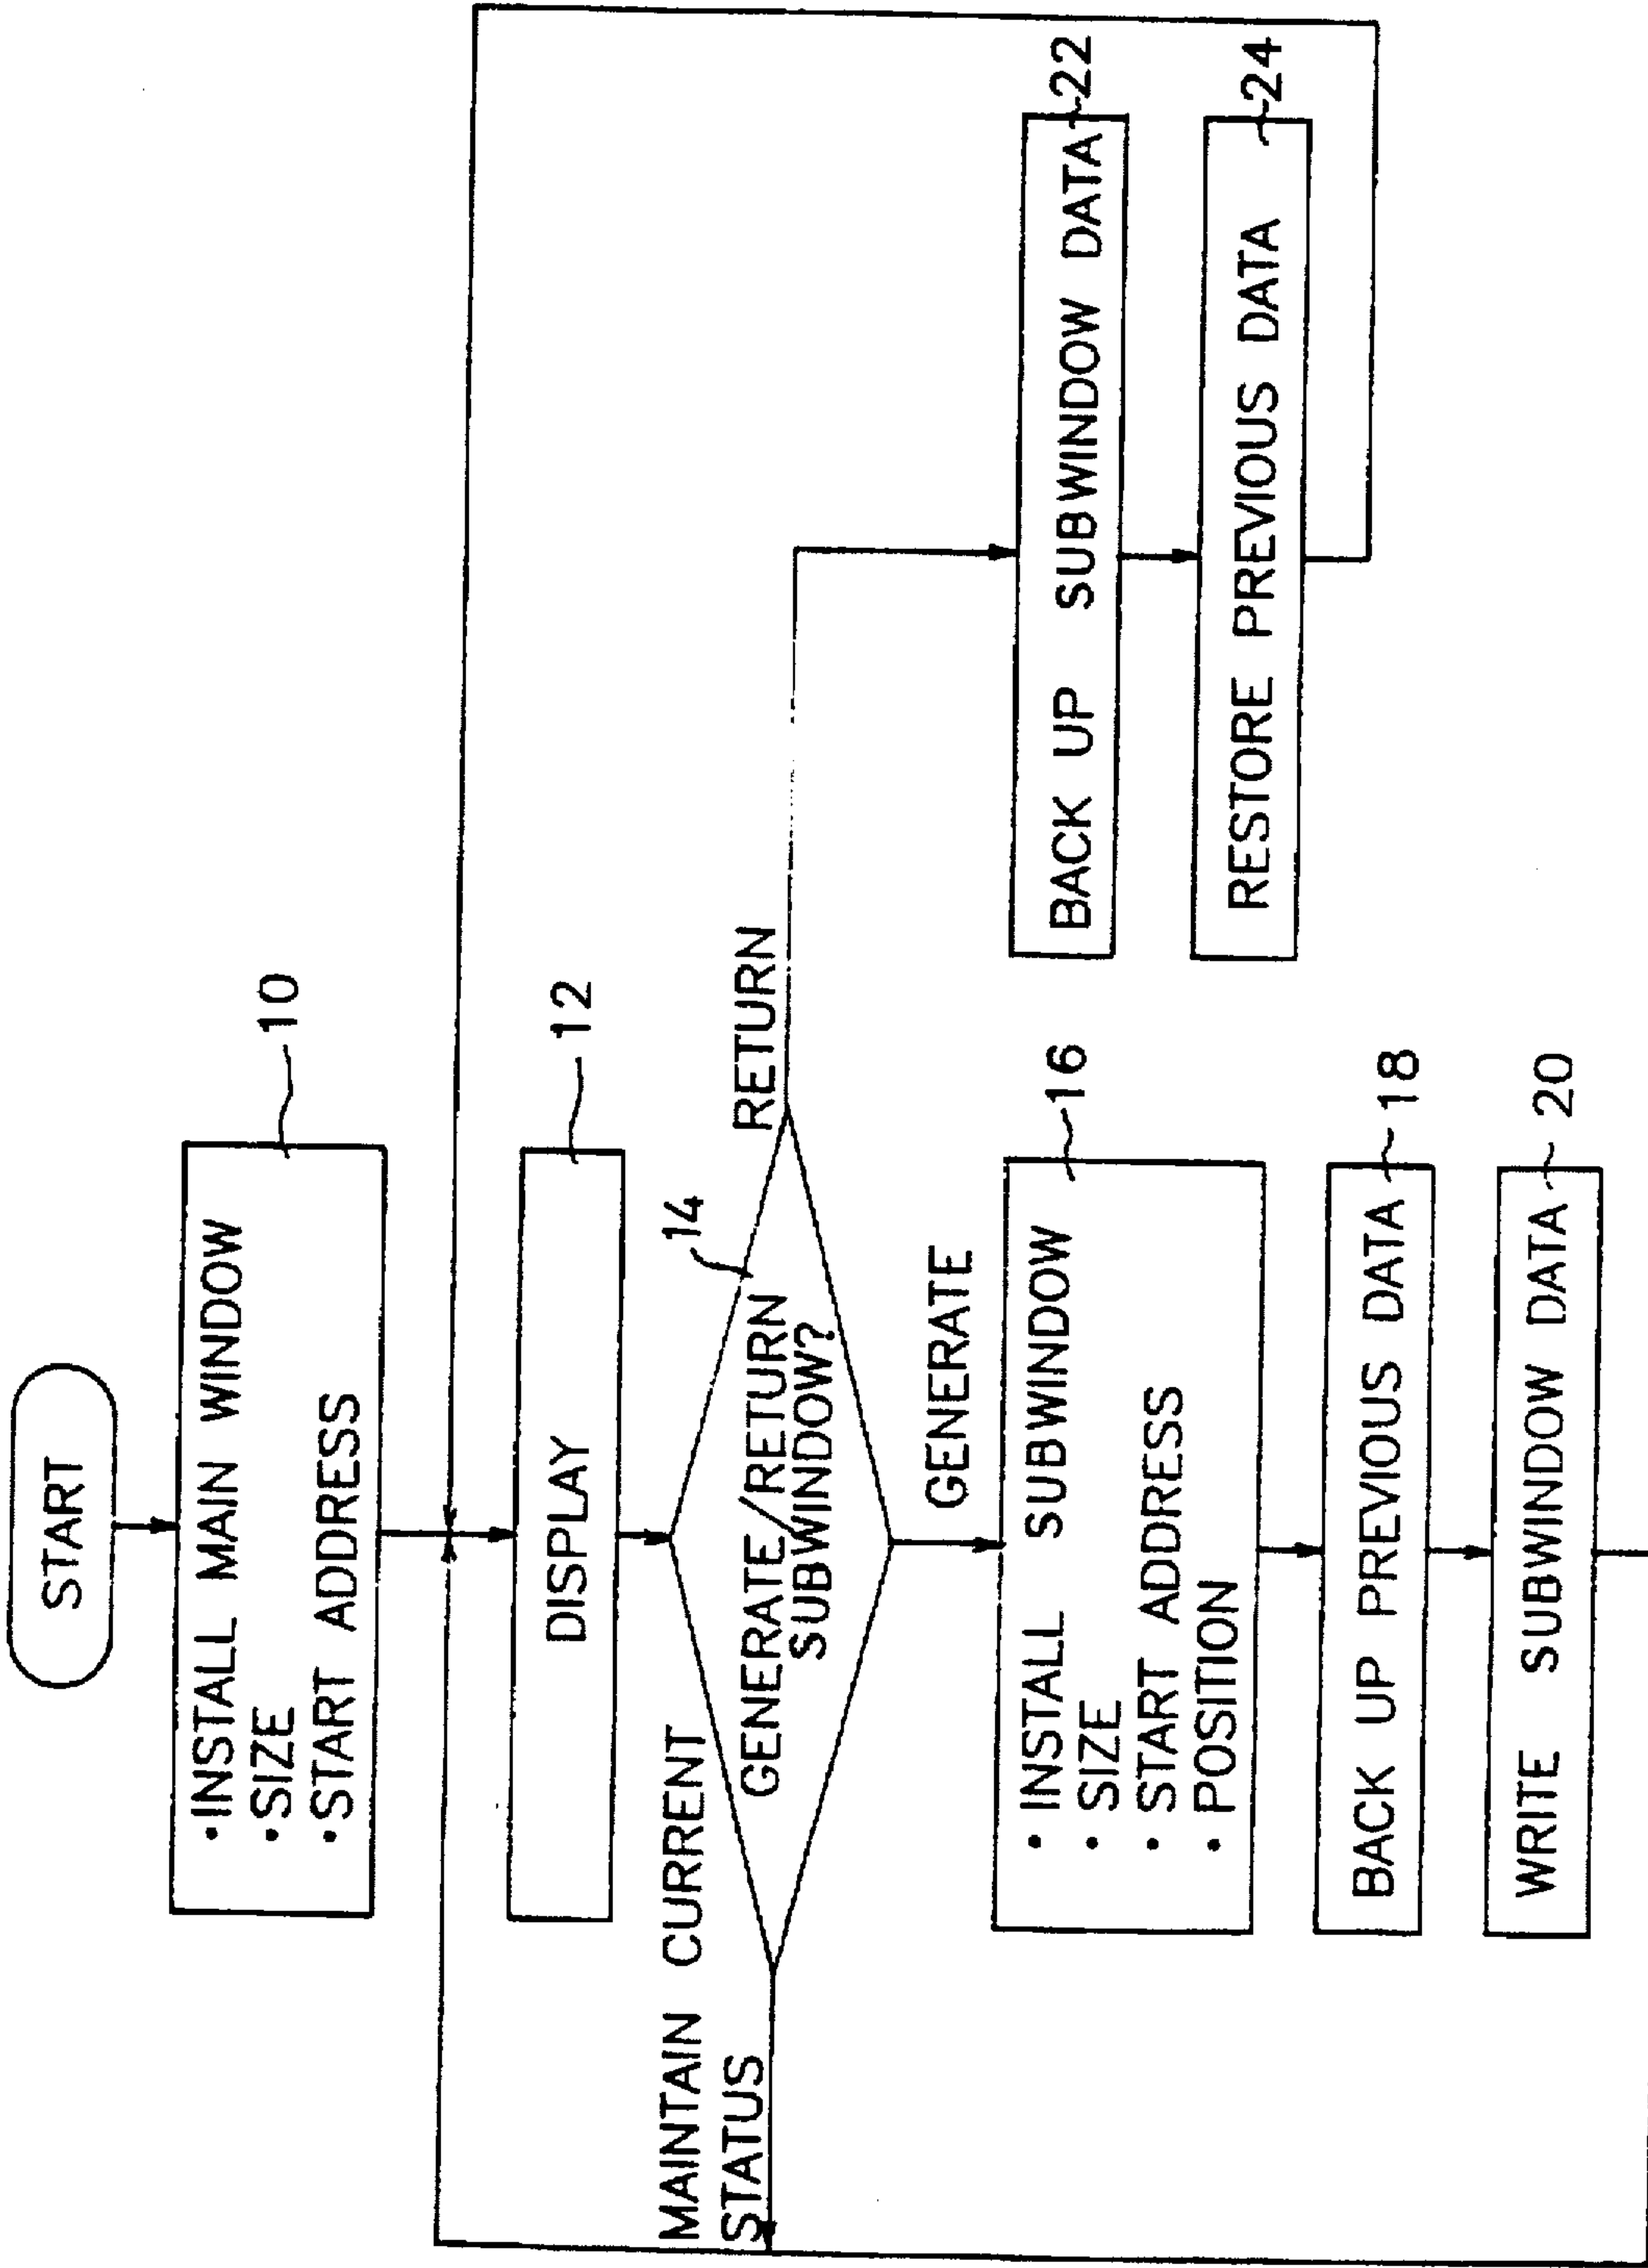 START
•INSTALL MAIN WINDOW
•SIZE
•START ADDRESS
10
DISPLAY
12
MAINTAIN CURRENT
STATUS
GENERATE/RETURN
SUBWINDOW?
14
RETURN
GENERATE
• INSTALL SUBWINDOW
• SIZE
• START ADDRESS
• POSITION
16
BACK UP PREVIOUS DATA
18
WRITE SUBWINDOW DATA
20
BACK UP SUBWINDOW DATA
22
RESTORE PREVIOUS DATA
24